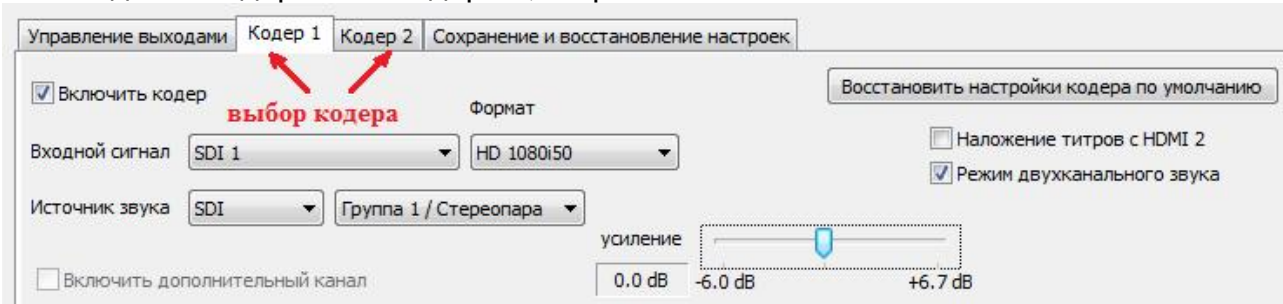 Управление выходами Кодер 1 Кодер 2 Сохранение и восстановление настроек
Включить кодер
выбор кодера
Формат
Восстановить настройки кодера по умолчанию
Входной сигнал SDI 1 HD 1080i50
Наложение титров с HDMI 2
Режим двухканального звука
Источник звука SDI Группа 1 / Стереопара
усиление
Включить дополнительный канал 0.0 dB -6.0 dB +6.7 dB